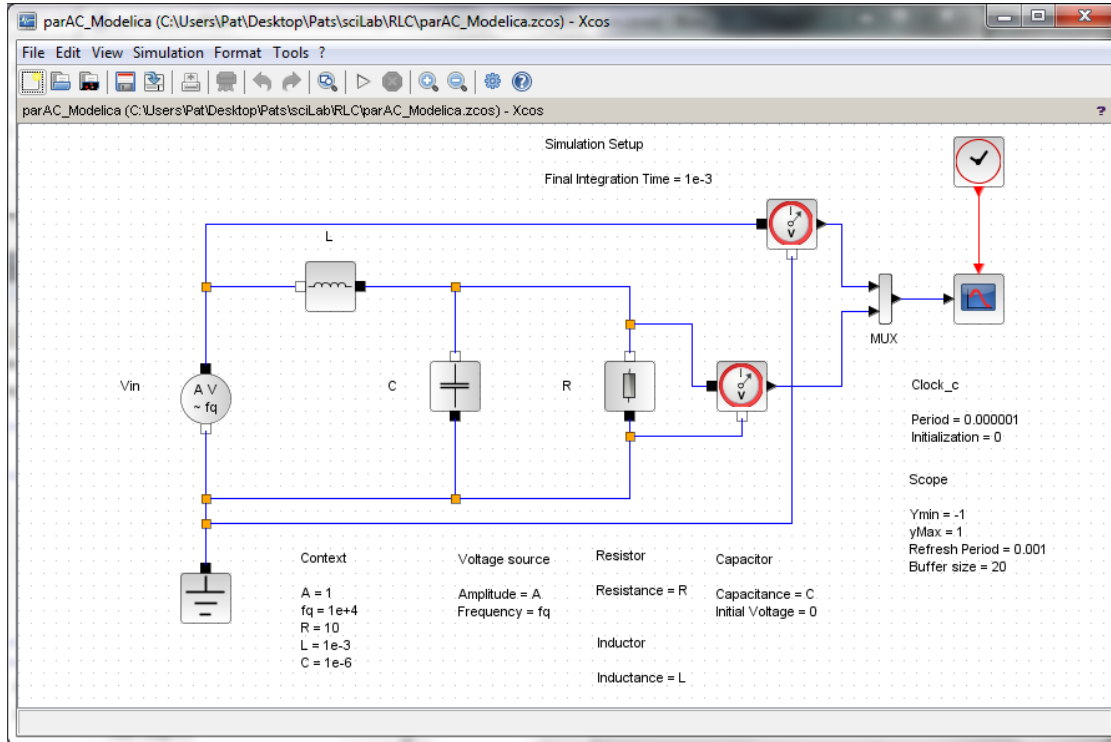 parAC_Modelica (C:\Users\Pat\Desktop\Pats\sciLab\RLC\parAC_Modelica.zcos) - Xcos
File Edit View Simulation Format Tools ?
parAC_Modelica (C:\Users\Pat\Desktop\Pats\sciLab\RLC\parAC_Modelica.zcos) - Xcos ?
Simulation Setup
Final Integration Time = 1e-3
L
I
V
MUX
Vin
A V
~ fq
C
R
I
V
Clock_c
Period = 0.000001
Initialization = 0
Scope
Ymin = -1
yMax = 1
Refresh Period = 0.001
Buffer size = 20
Context
A = 1
fq = 1e+4
R = 10
L = 1e-3
C = 1e-6
Voltage source
Amplitude = A
Frequency = fq
Resistor
Resistance = R
Inductor
Inductance = L
Capacitor
Capacitance = C
Initial Voltage = 0